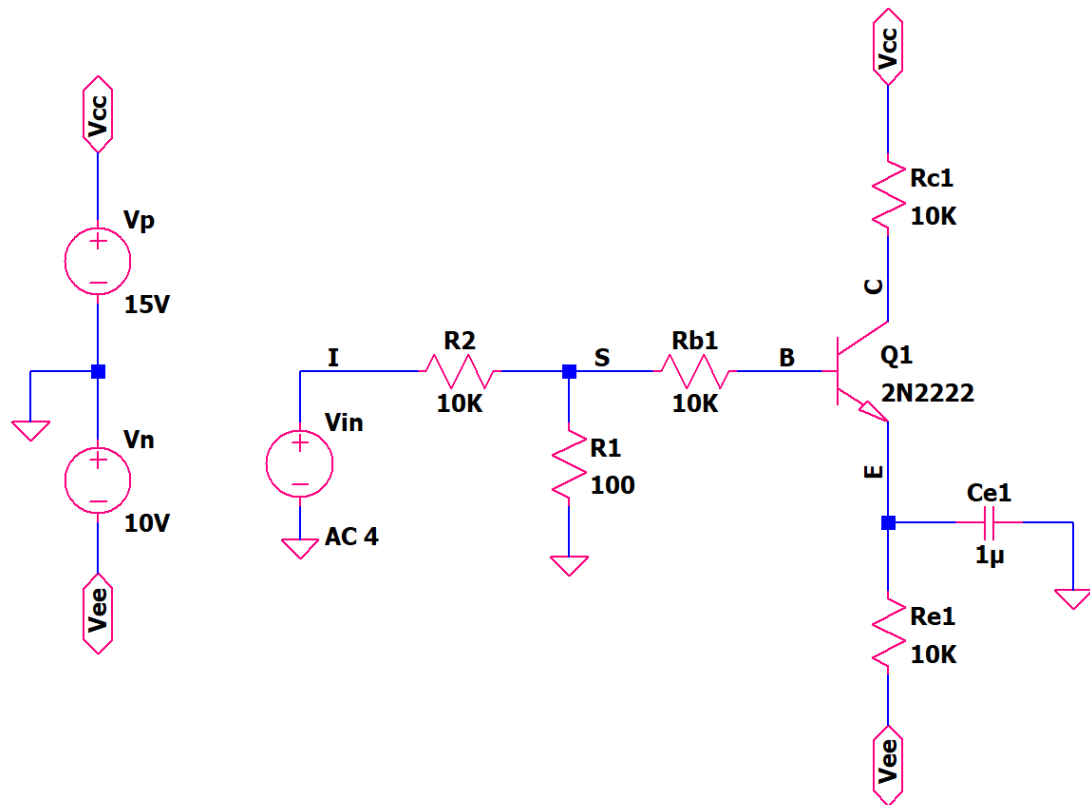 Vcc
Vp
+
−
15V
Vn
+
−
10V
Vee
I
Vin
+
−
AC 4
R2
10K
S
R1
100
Rb1
10K
B
Vcc
Rc1
10K
C
Q1
2N2222
E
Ce1
1µ
Re1
10K
Vee